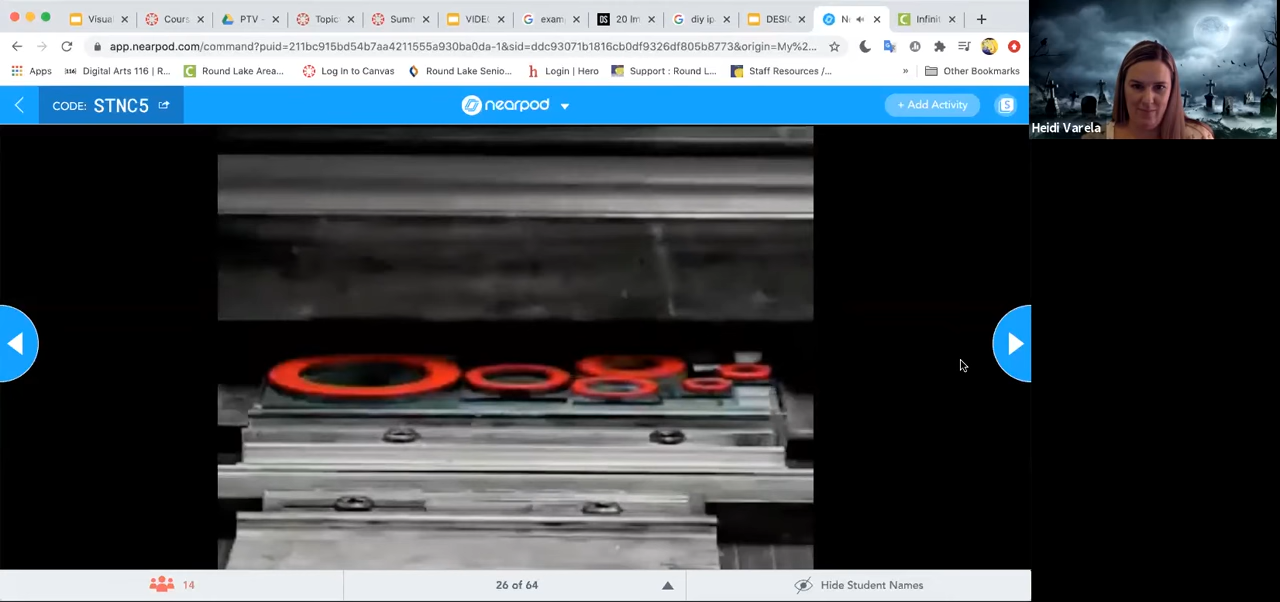 Visua
Cours
PTV -
Topic
Sumr
VIDE
exam
20 Im
diy ip
DESI
Ne
Infinit
app.nearpod.com/command?puid=211bc915bd54b7aa4211555a930ba0da-1&sid=ddc93071b1816cb0df9326df805b8773&origin=My%2...
Apps
Digital Arts 116 | R...
Round Lake Area...
Log In to Canvas
Round Lake Senio...
Login | Hero
Support : Round L...
Staff Resources /...
»
Other Bookmarks
CODE: STNC5
nearpod
+ Add Activity
S
Heidi Varela
14
26 of 64
Hide Student Names